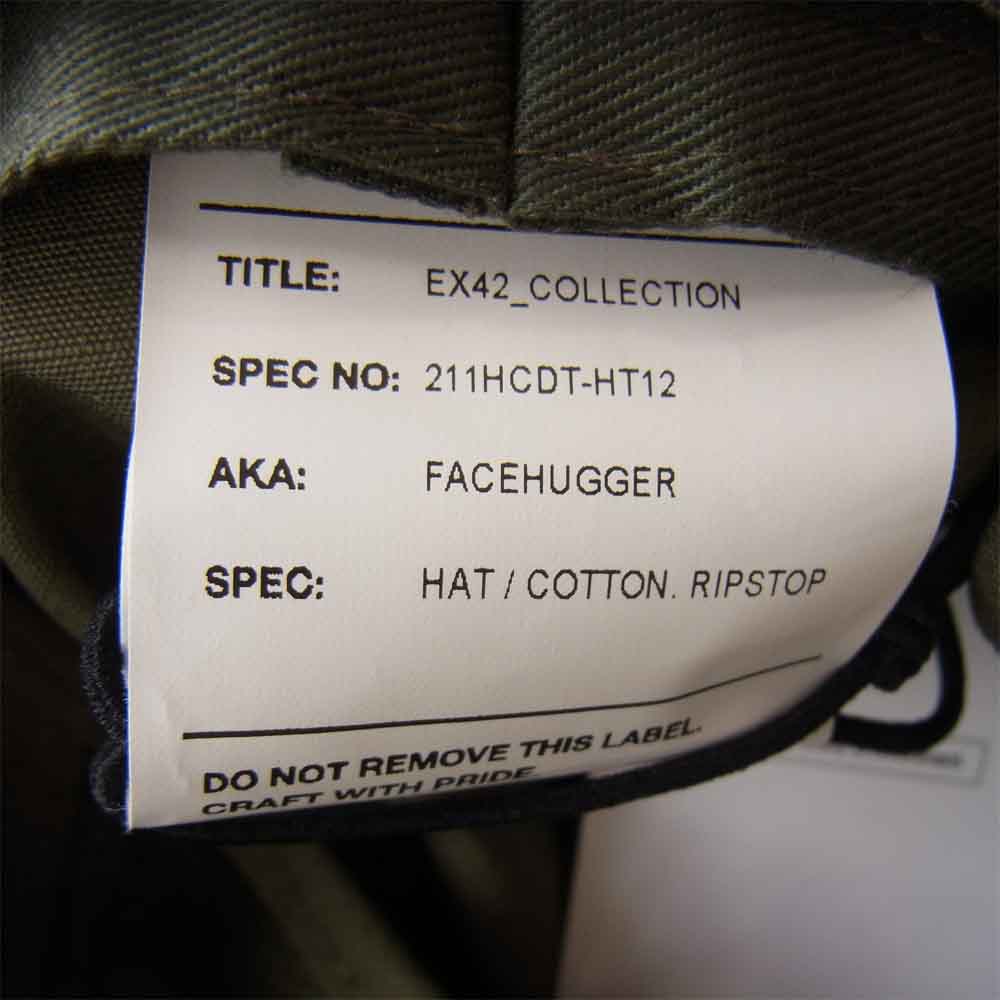 TITLE: EX42_COLLECTION
SPEC NO: 211HCDT-HT12
AKA: FACEHUGGER
SPEC: HAT / COTTON. RIPSTOP
DO NOT REMOVE THIS LABEL.
CRAFT WITH PRIDE